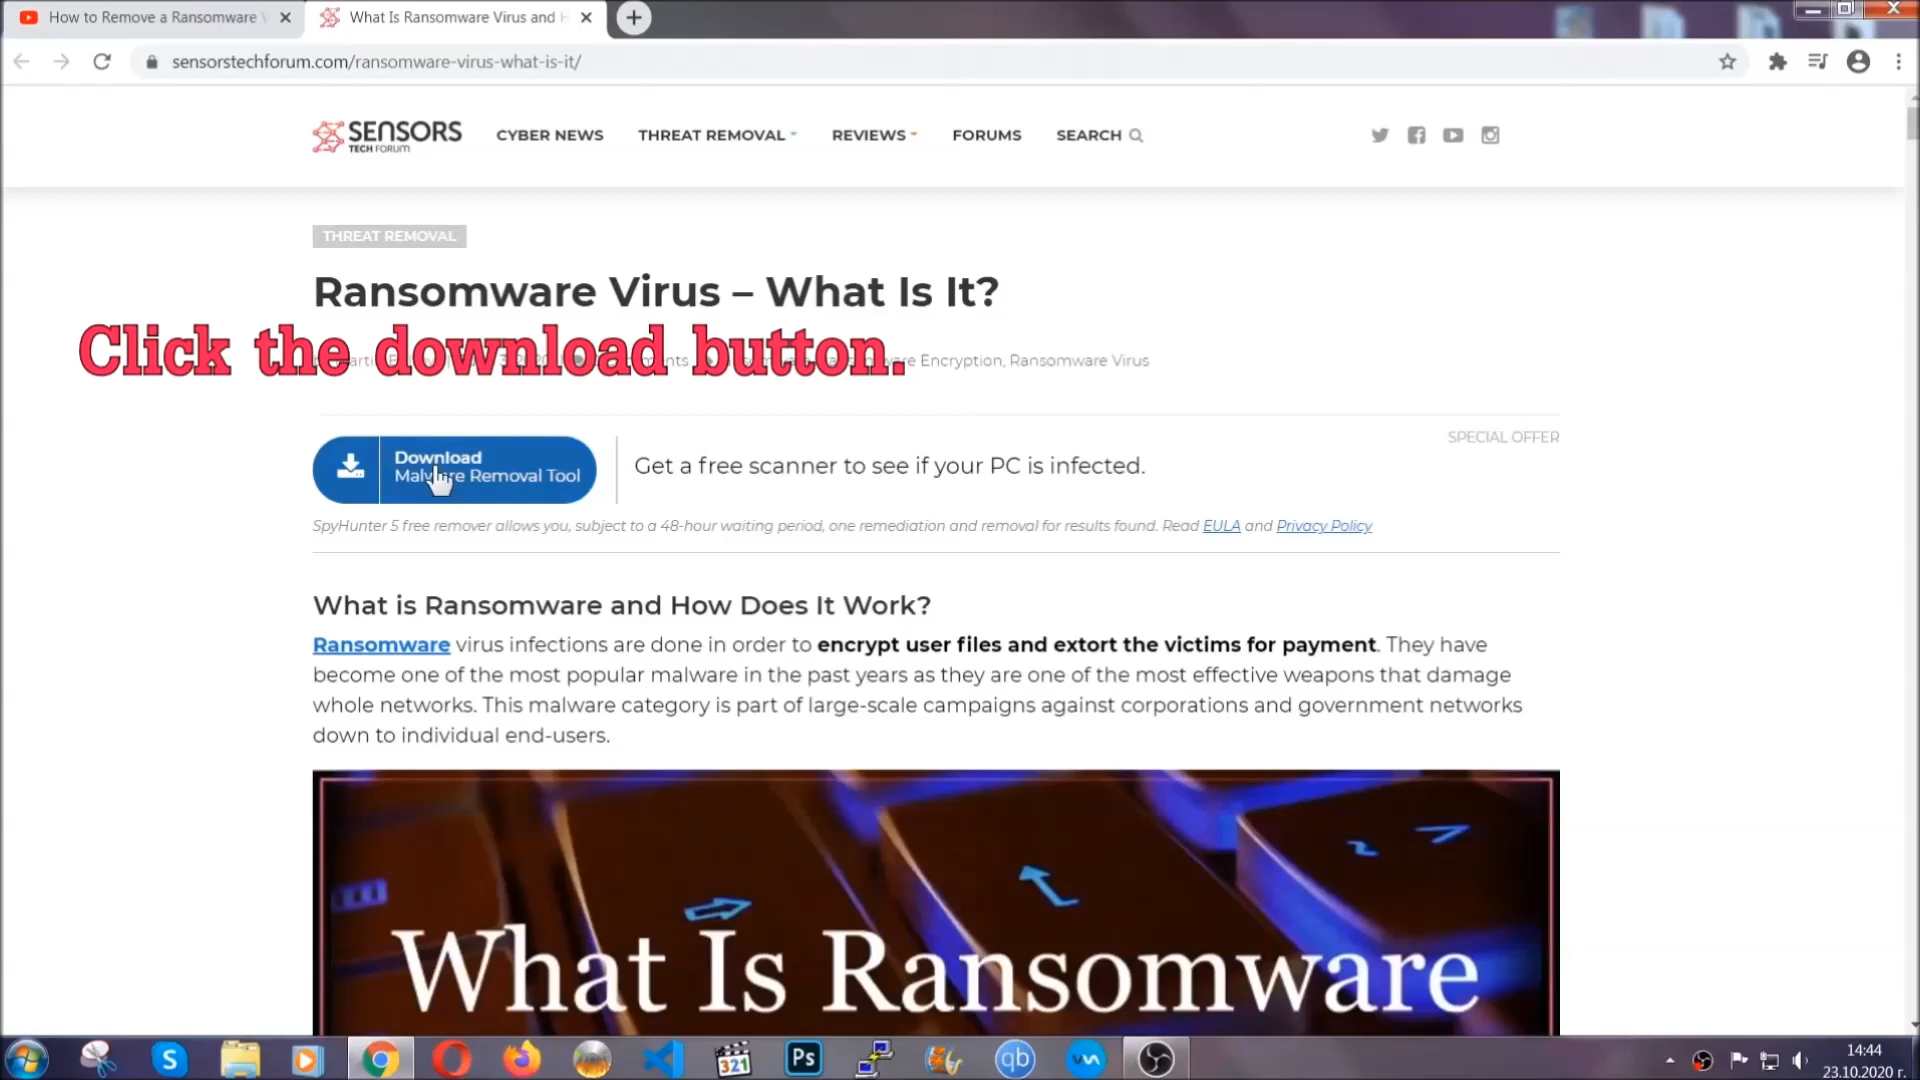 How to Remove a Ransomware
What Is Ransomware Virus and H
sensorstechforum.com/ransomware-virus-what-is-it/
SENSORS
TECH FORUM
CYBER NEWS
THREAT REMOVAL
REVIEWS
FORUMS
SEARCH
THREAT REMOVAL
Ransomware Virus – What Is It?
Click the download button.
Encryption, Ransomware Virus
SPECIAL OFFER
Download
Malware Removal Tool
Get a free scanner to see if your PC is infected.
SpyHunter 5 free remover allows you, subject to a 48-hour waiting period, one remediation and removal for results found. Read EULA and Privacy Policy
What is Ransomware and How Does It Work?
Ransomware virus infections are done in order to encrypt user files and extort the victims for payment. They have
become one of the most popular malware in the past years as they are one of the most effective weapons that damage
whole networks. This malware category is part of large-scale campaigns against corporations and government networks
down to individual end-users.
What Is Ransomware
S
321
Ps
qb
14:44
23.10.2020 г.